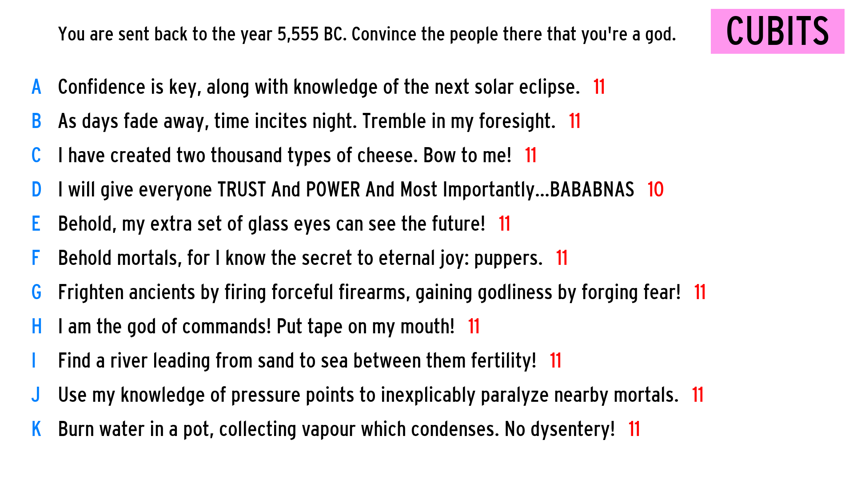 You are sent back to the year 5,555 BC. Convince the people there that you're a god.
CUBITS
A Confidence is key, along with knowledge of the next solar eclipse. 11
B As days fade away, time incites night. Tremble in my foresight. 11
C I have created two thousand types of cheese. Bow to me! 11
D I will give everyone TRUST And POWER And Most Importantly...BABABNAS 10
E Behold, my extra set of glass eyes can see the future! 11
F Behold mortals, for I know the secret to eternal joy: puppers. 11
G Frighten ancients by firing forceful firearms, gaining godliness by forging fear! 11
H I am the god of commands! Put tape on my mouth! 11
I Find a river leading from sand to sea between them fertility! 11
J Use my knowledge of pressure points to inexplicably paralyze nearby mortals. 11
K Burn water in a pot, collecting vapour which condenses. No dysentery! 11